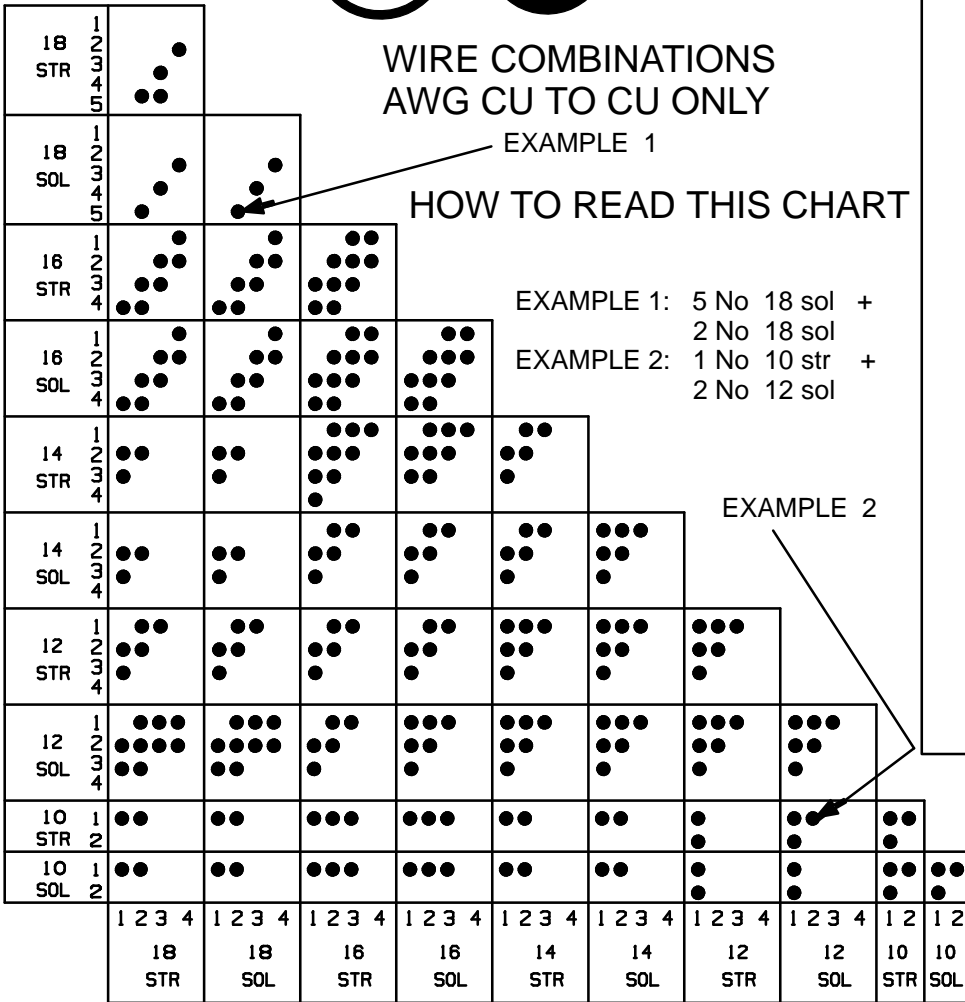 WIRE COMBINATIONS
AWG CU TO CU ONLY
EXAMPLE 1
HOW TO READ THIS CHART
EXAMPLE 1: 5 No 18 sol +
2 No 18 sol
EXAMPLE 2: 1 No 10 str +
2 No 12 sol
EXAMPLE 2
18 STR 1 2 3 4 5
18 SOL 1 2 3 4 5
16 STR 1 2 3 4
16 SOL 1 2 3 4
14 STR 1 2 3 4
14 SOL 1 2 3 4
12 STR 1 2 3 4
12 SOL 1 2 3 4
10 STR 1 2
10 SOL 1 2
1 2 3 4 1 2 3 4 1 2 3 4 1 2 3 4 1 2 3 4 1 2 3 4 1 2 3 4 1 2 3 4 1 2 1 2
18 18 16 16 14 14 12 12 10 10
STR SOL STR SOL STR SOL STR SOL STR SOL